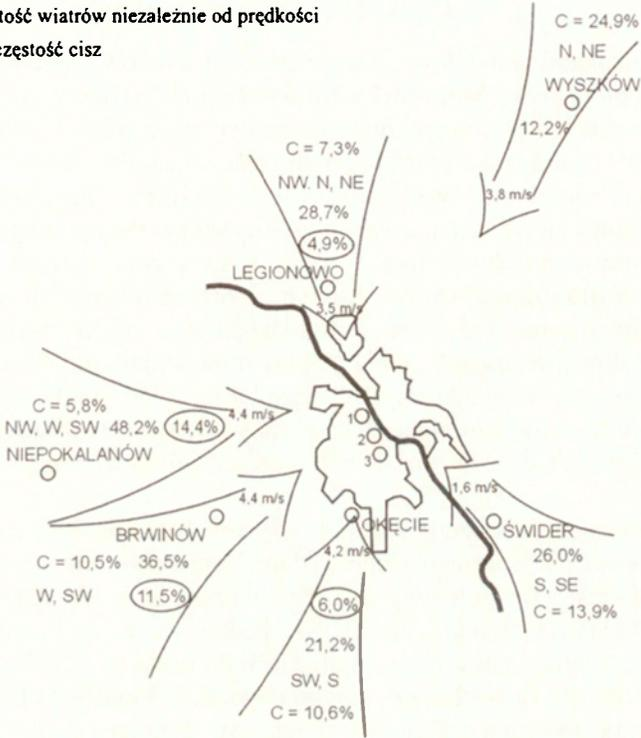 tość wiatrów niezależnie od prędkości
częstość cisz
C = 24,9%
N, NE
WYSZKÓW
12,2%
3,8 m/s
C = 7,3%
NW. N, NE
28,7%
4,9%
LEGIONOWO
3,5 m/s
C = 5,8%
NW, W, SW 48,2% 14,4%
4,4 m/s
NIEPOKALANÓW
1
2
3
4,4 m/s
BRWINÓW
C = 10,5% 36,5%
W, SW 11,5%
OKĘCIE
4,2 m/s
6,0%
21,2%
SW, S
C = 10,6%
1,6 m/s
ŚWIDER
26,0%
S, SE
C = 13,9%